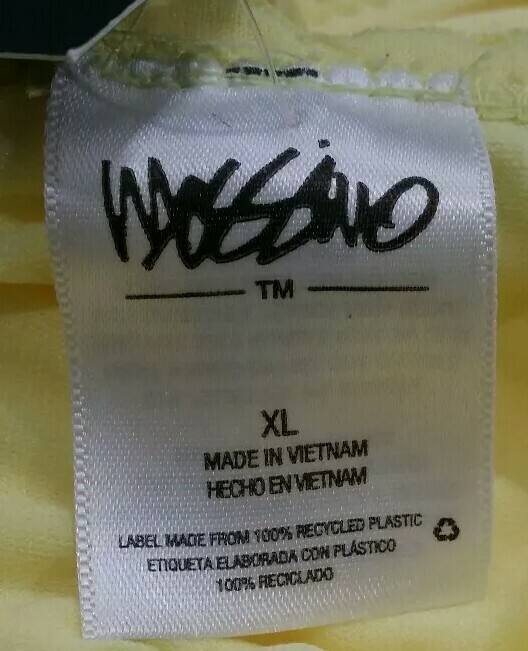 MOSSIMO
TM
XL
MADE IN VIETNAM
HECHO EN VIETNAM
LABEL MADE FROM 100% RECYCLED PLASTIC
ETIQUETA ELABORADA CON PLÁSTICO
100% RECICLADO